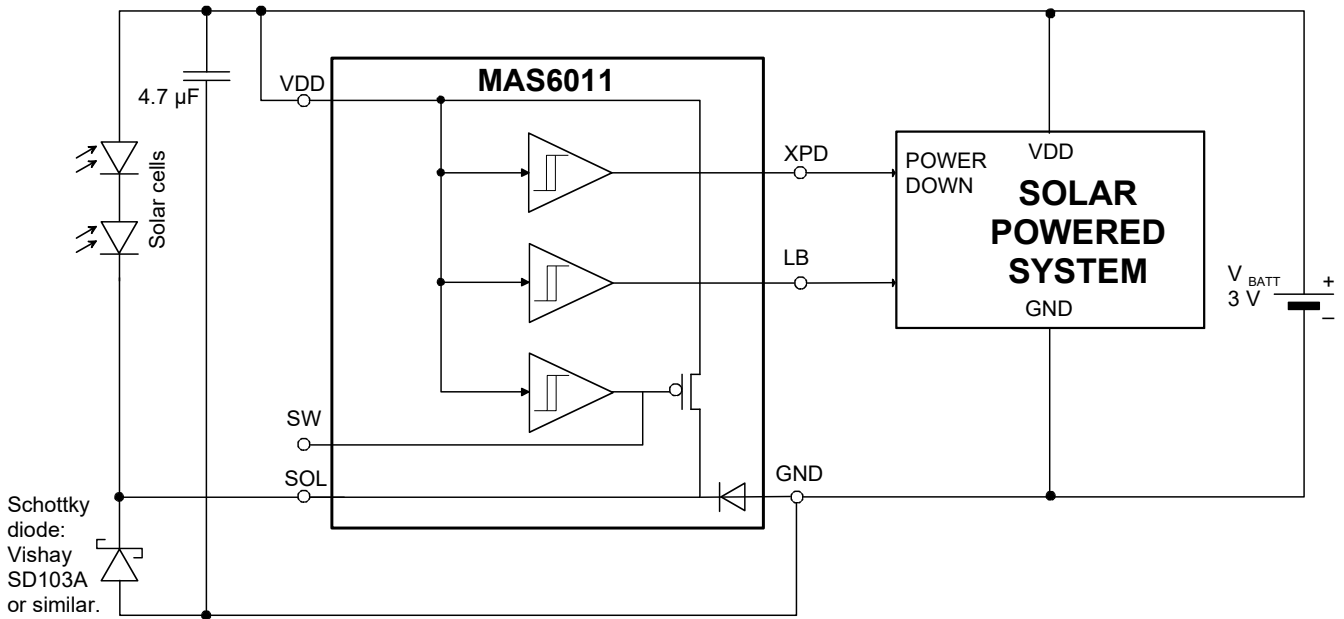 MAS6011
VDD
4.7 µF
Solar cells
XPD
POWER
DOWN
VDD
SOLAR
POWERED
SYSTEM
GND
LB
V BATT
3 V
+
–
SW
SOL
GND
Schottky
diode:
Vishay
SD103A
or similar.